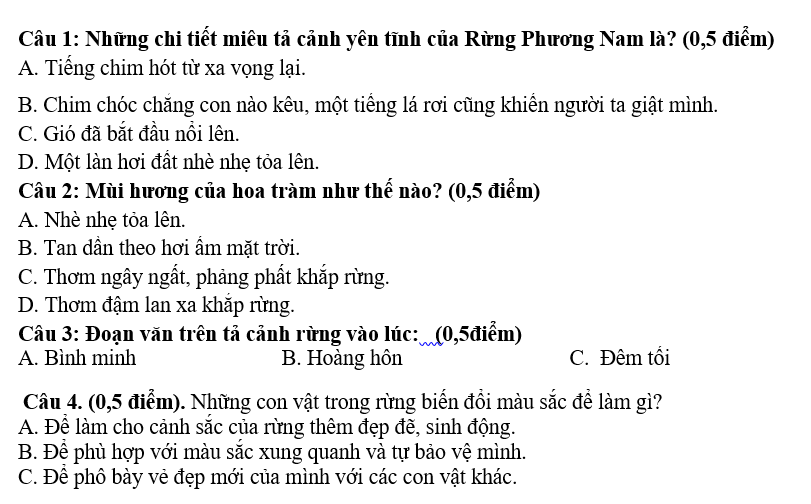 Câu 1: Những chi tiết miêu tả cảnh yên tĩnh của Rừng Phương Nam là? (0,5 điểm)
A. Tiếng chim hót từ xa vọng lại.
B. Chim chóc chẳng con nào kêu, một tiếng lá rơi cũng khiến người ta giật mình.
C. Gió đã bắt đầu nổi lên.
D. Một làn hơi đất nhè nhẹ tỏa lên.
Câu 2: Mùi hương của hoa tràm như thế nào? (0,5 điểm)
A. Nhè nhẹ tỏa lên.
B. Tan dần theo hơi ấm mặt trời.
C. Thơm ngây ngất, phảng phất khắp rừng.
D. Thơm đậm lan xa khắp rừng.
Câu 3: Đoạn văn trên tả cảnh rừng vào lúc: (0,5điểm)
A. Bình minh B. Hoàng hôn C. Đêm tối
Câu 4. (0,5 điểm). Những con vật trong rừng biến đổi màu sắc để làm gì?
A. Để làm cho cảnh sắc của rừng thêm đẹp đẽ, sinh động.
B. Để phù hợp với màu sắc xung quanh và tự bảo vệ mình.
C. Để phô bày vẻ đẹp mới của mình với các con vật khác.